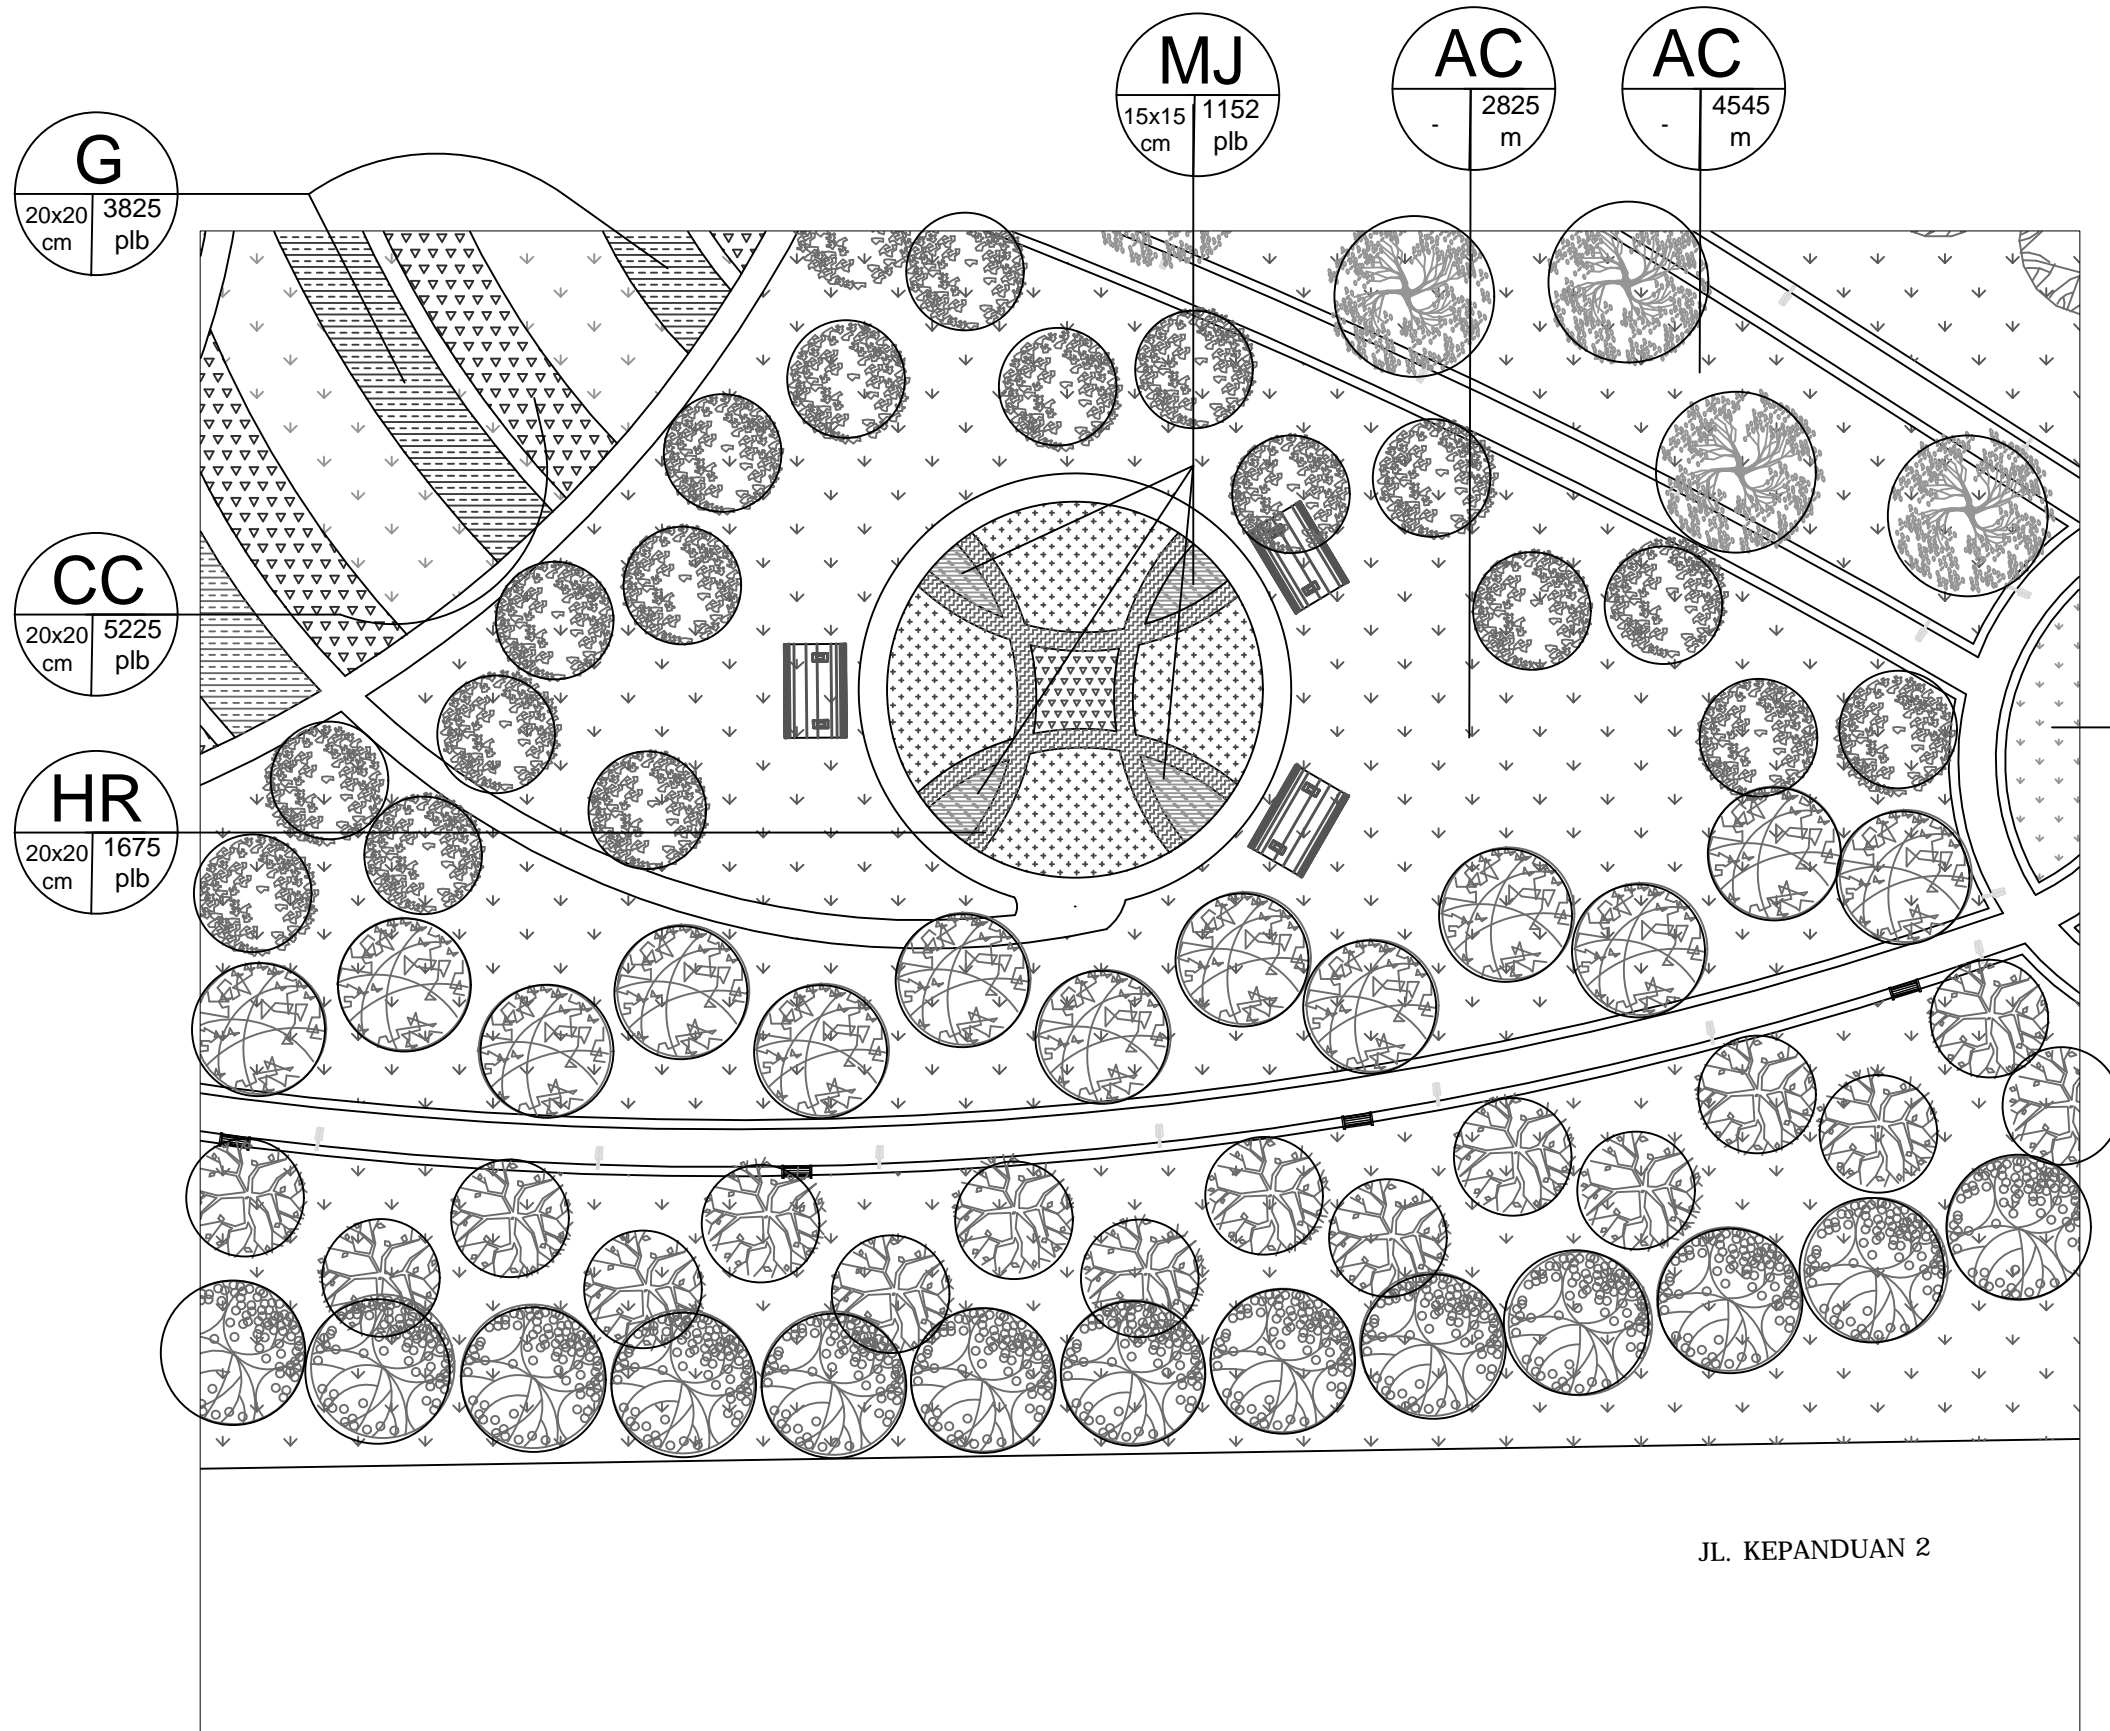 MJ
15x15 1152
cm plb
AC
- 2825
m
AC
- 4545
m
G
20x20 3825
cm plb
CC
20x20 5225
cm plb
HR
20x20 1675
cm plb
JL. KEPANDUAN 2